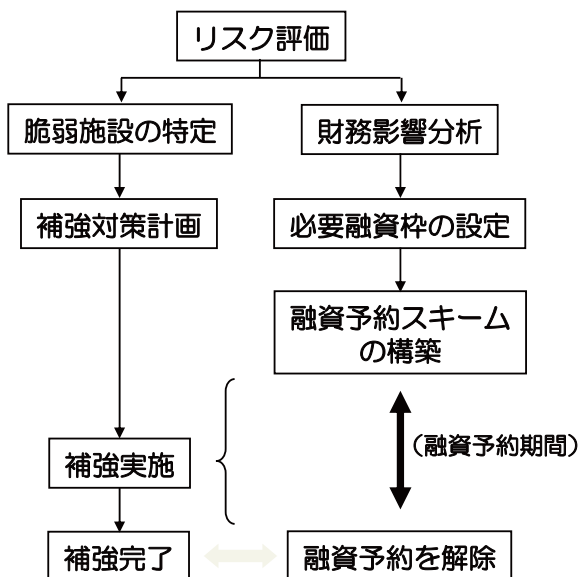 リスク評価
脆弱施設の特定
財務影響分析
補強対策計画
必要融資枠の設定
融資予約スキーム
の構築
（融資予約期間）
補強実施
補強完了
融資予約を解除